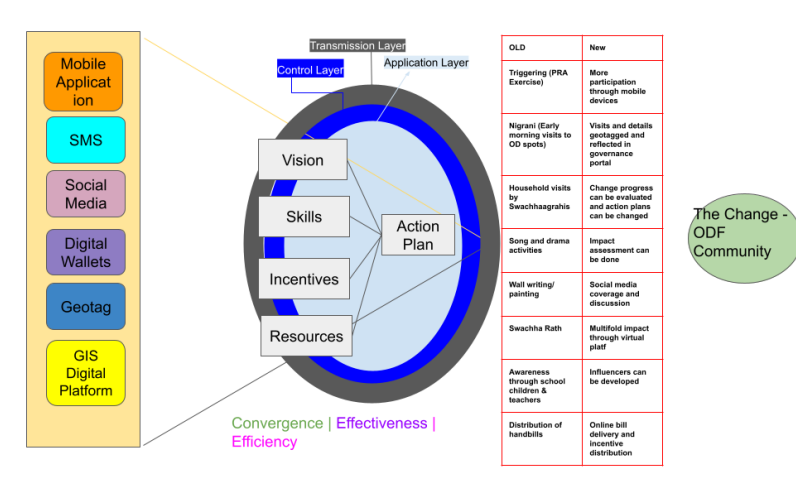 Mobile
Applicat
ion
SMS
Social
Media
Digital
Wallets
Geotag
GIS
Digital
Platform
Transmission Layer
Control Layer
Application Layer
Vision
Skills
Incentives
Resources
Action
Plan
Convergence | Effectiveness |
Efficiency
OLD
New
Triggering (PRA
Exercise)
More
participation
through mobile
devices
Nigrani (Early
morning visits to
OD spots)
Visits and details
geotagged and
reflected in
governance
portal
Household visits
by
Swachhaagrahis
Change progress
can be evaluated
and action plans
can be changed
Song and drama
activities
Impact
assessment can
be done
Wall writing/
painting
Social media
coverage and
discussion
Swachha Rath
Multifold impact
through virtual
platf
Awareness
through school
children &
teachers
Influencers can
be developed
Distribution of
handbills
Online bill
delivery and
incentive
distribution
The Change -
ODF
Community